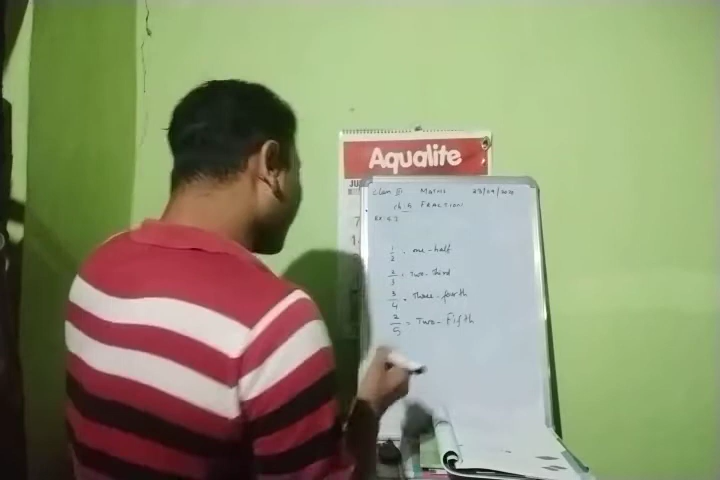 Aqualite
JU
Class Maths
ch. 6 FRACTION
1/2 = one-half
2/3 = Two-third
3/4 = Three-fourth
2/5 = Two-Fifth